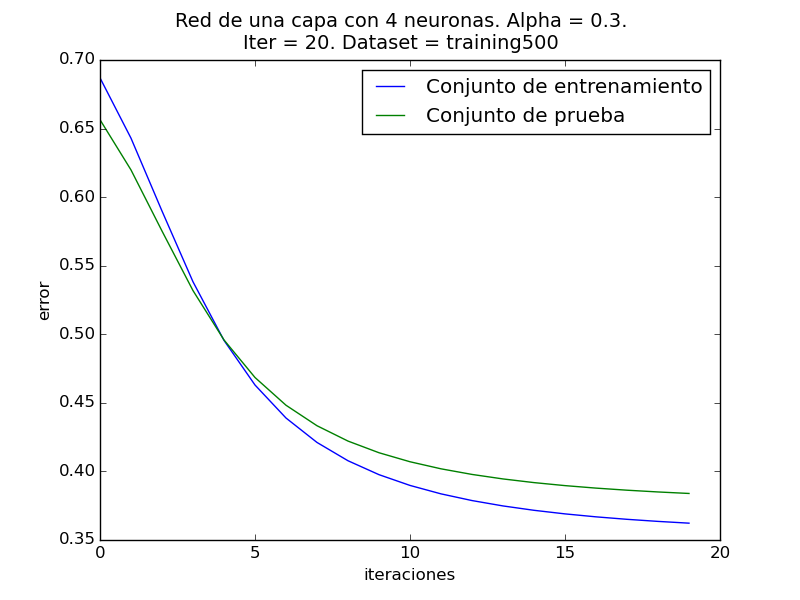 Red de una capa con 4 neuronas. Alpha = 0.3.
Iter = 20. Dataset = training500
0.70
0.65
0.60
0.55
0.50
0.45
0.40
0.35
error
Conjunto de entrenamiento
Conjunto de prueba
0 5 10 15 20
iteraciones